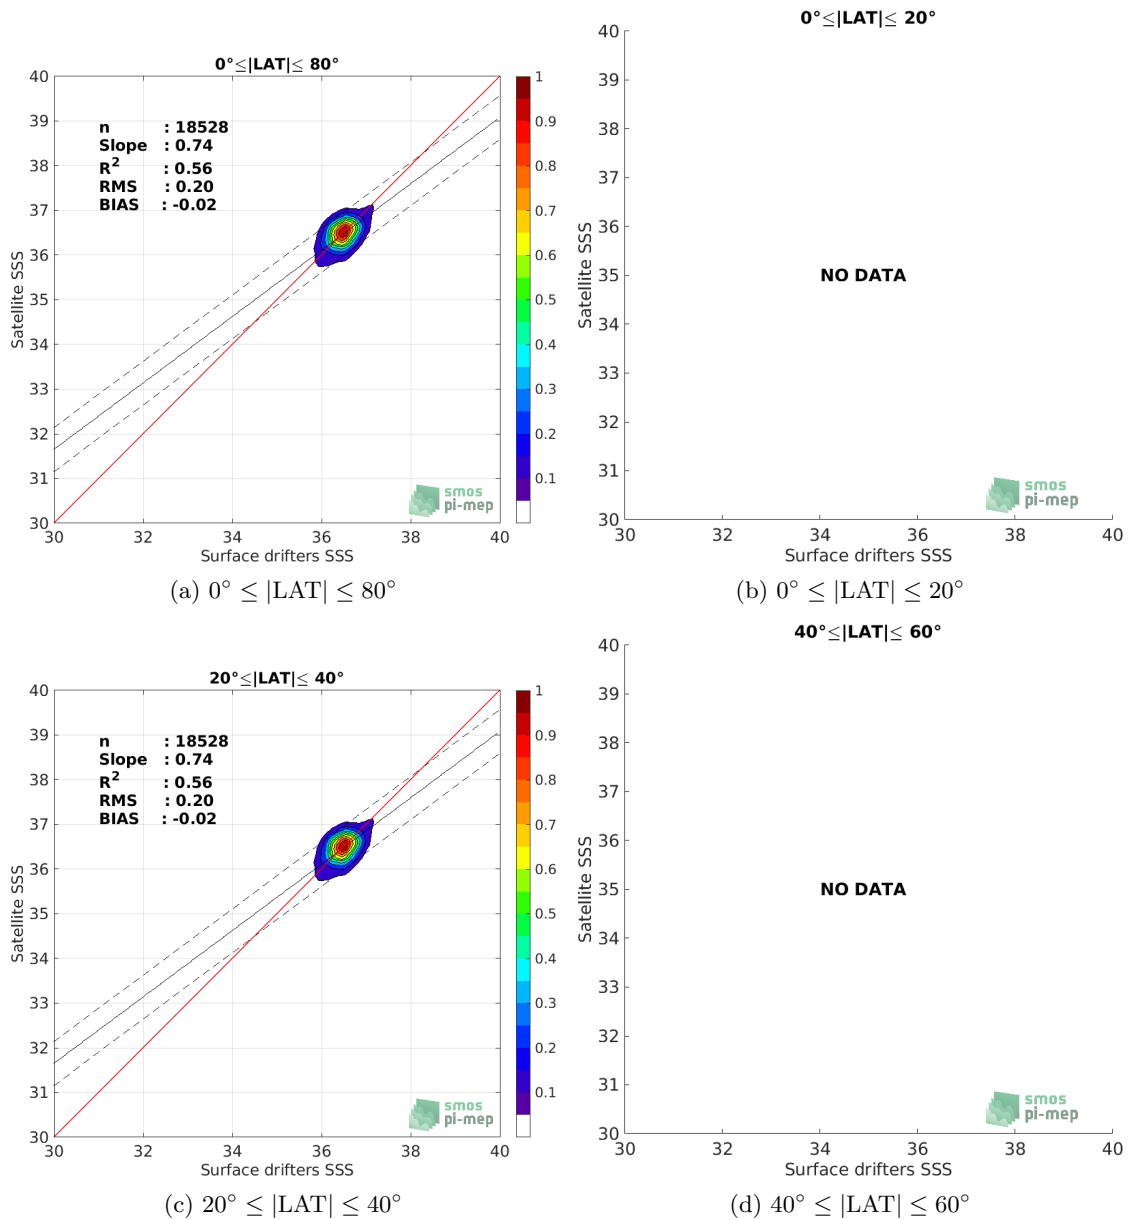 0°≤|LAT|≤ 80°
40
39
38
37
36
35
34
33
32
31
30
Satellite SSS
n : 18528
Slope : 0.74
R² : 0.56
RMS : 0.20
BIAS : -0.02
smos
pi-mep
30 32 34 36 38 40
Surface drifters SSS
1
0.9
0.8
0.7
0.6
0.5
0.4
0.3
0.2
0.1
(a) 0° ≤ |LAT| ≤ 80°
0°≤|LAT|≤ 20°
40
39
38
37
36
35
34
33
32
31
30
Satellite SSS
NO DATA
smos
pi-mep
30 32 34 36 38 40
Surface drifters SSS
(b) 0° ≤ |LAT| ≤ 20°
20°≤|LAT|≤ 40°
40
39
38
37
36
35
34
33
32
31
30
Satellite SSS
n : 18528
Slope : 0.74
R² : 0.56
RMS : 0.20
BIAS : -0.02
smos
pi-mep
30 32 34 36 38 40
Surface drifters SSS
1
0.9
0.8
0.7
0.6
0.5
0.4
0.3
0.2
0.1
(c) 20° ≤ |LAT| ≤ 40°
40°≤|LAT|≤ 60°
40
39
38
37
36
35
34
33
32
31
30
Satellite SSS
NO DATA
smos
pi-mep
30 32 34 36 38 40
Surface drifters SSS
(d) 40° ≤ |LAT| ≤ 60°